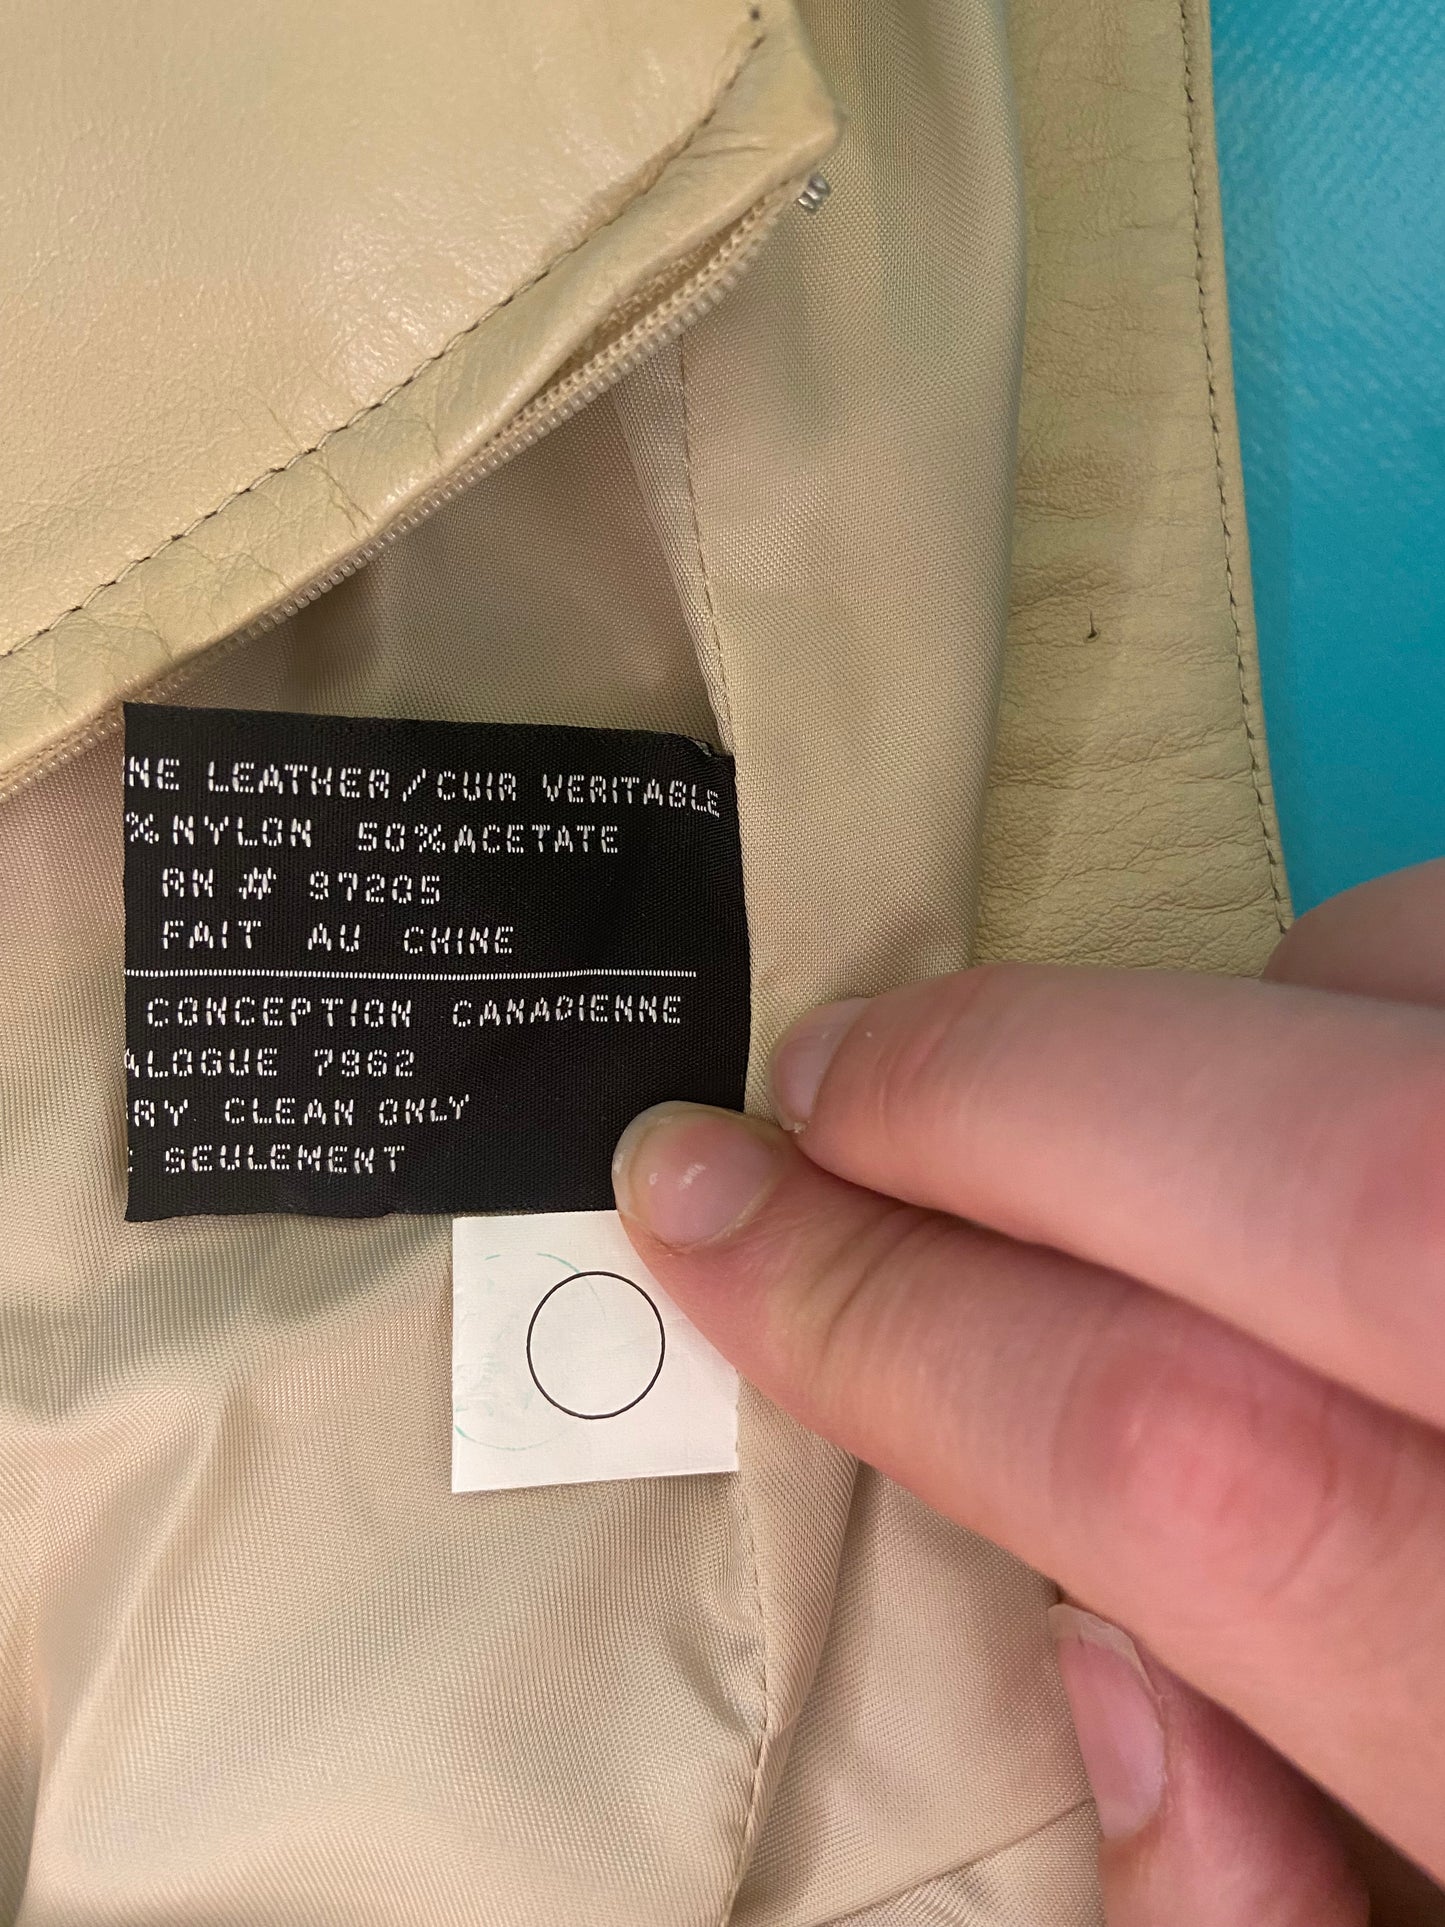 NE LEATHER/CUIR VERITABLE
%NYLON 50%ACETATE
RN # 97205
FAIT AU CHINE
CONCEPTION CANADIENNE
ALOGUE 7962
RY CLEAN ONLY
SEULEMENT